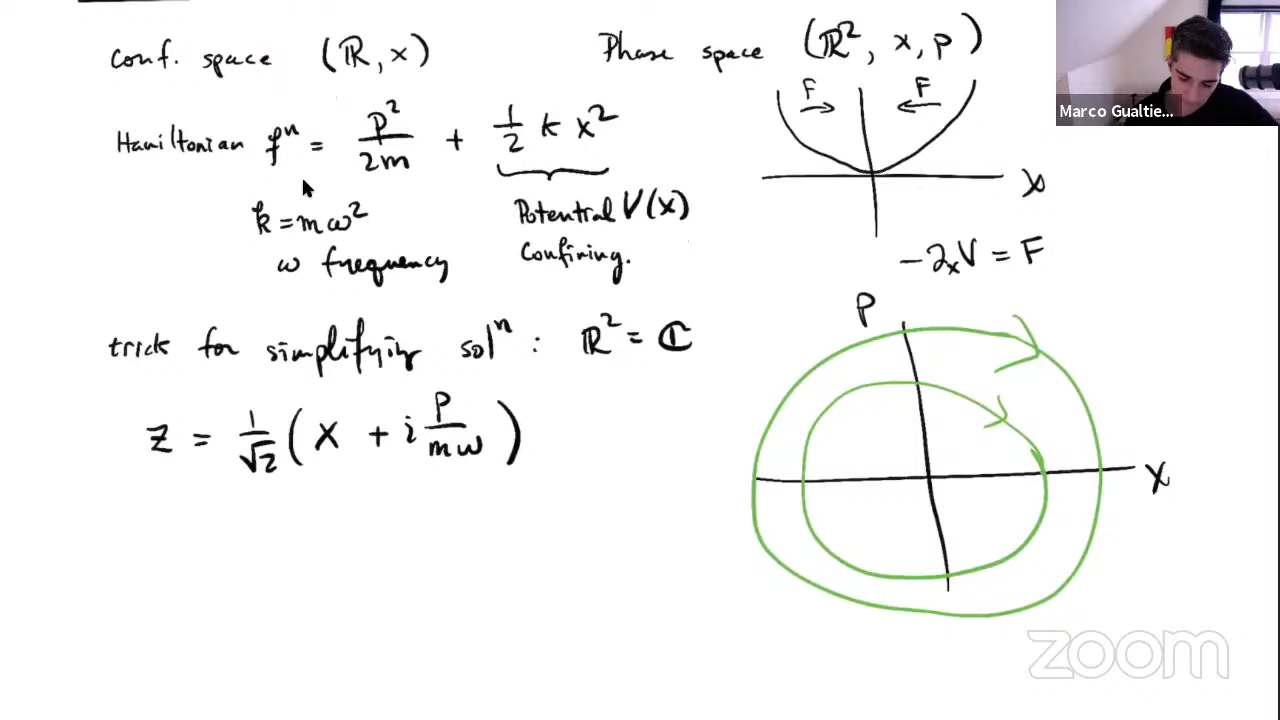 conf. space (ℝ, x)
Phase space (ℝ², x, p)
Hamiltonian fⁿ = p²/2m + 1/2 k x²
k = mω²
ω frequency
Potential V(x)
Confining.
F F
x
-∂ₓV = F
trick for simplifying solⁿ : ℝ² = ℂ
z = 1/√2 (x + i p/mω)
P
X
Marco Gualtie...
zoom